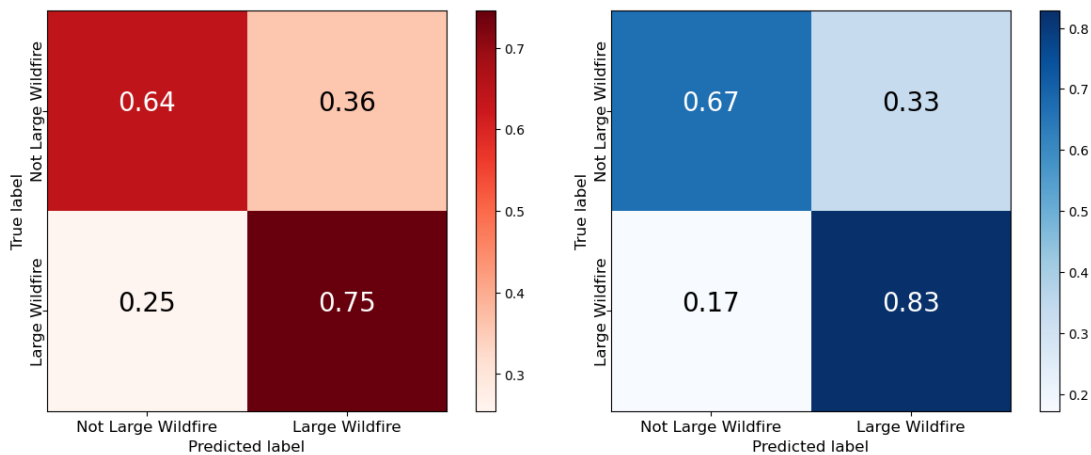 True label
Not Large Wildfire
Large Wildfire
0.64
0.36
0.25
0.75
Not Large Wildfire
Large Wildfire
Predicted label
0.7
0.6
0.5
0.4
0.3
True label
Not Large Wildfire
Large Wildfire
0.67
0.33
0.17
0.83
Not Large Wildfire
Large Wildfire
Predicted label
0.8
0.7
0.6
0.5
0.4
0.3
0.2